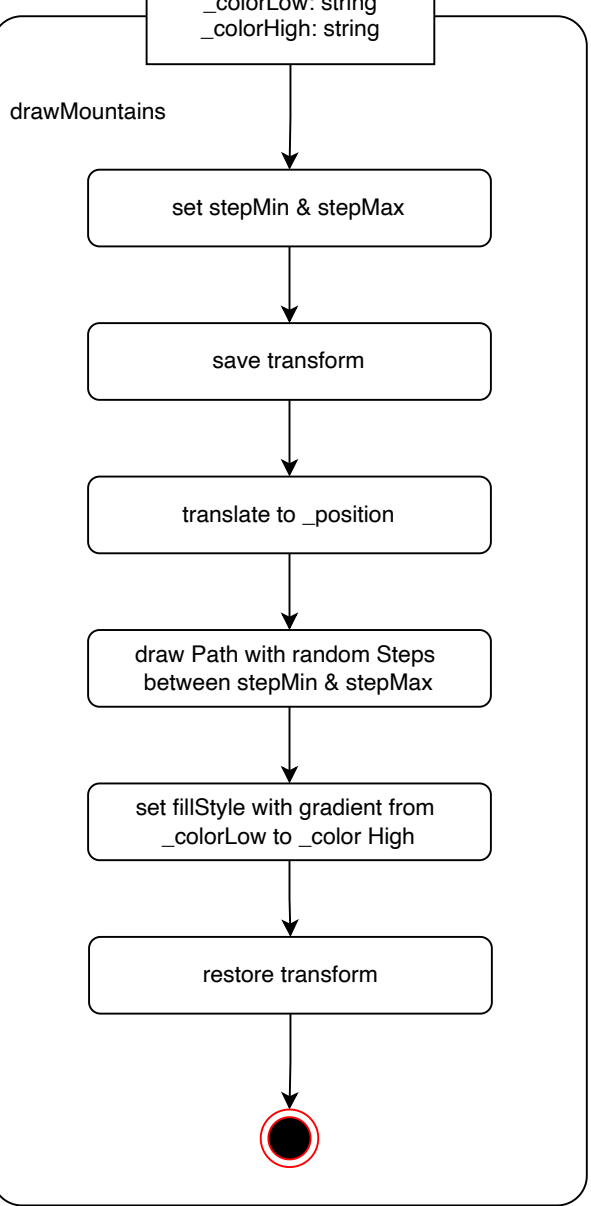 _colorLow: string
_colorHigh: string
drawMountains
set stepMin & stepMax
save transform
translate to _position
draw Path with random Steps
between stepMin & stepMax
set fillStyle with gradient from
_colorLow to _color High
restore transform